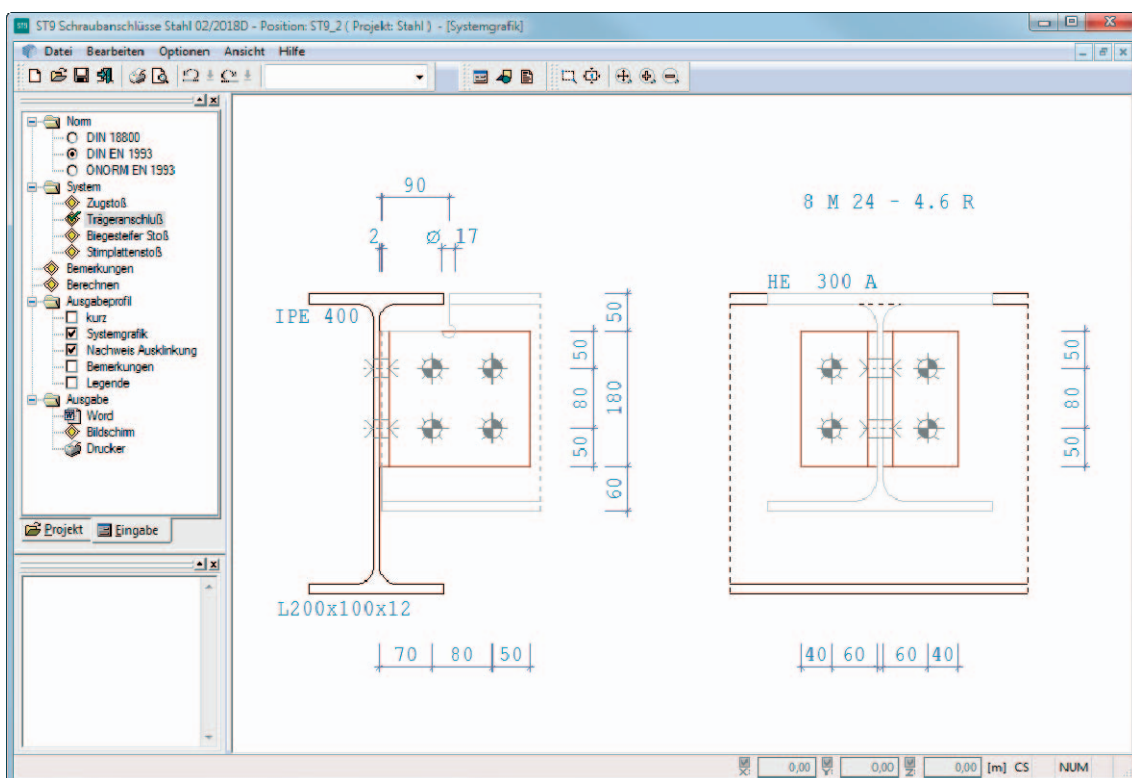 ST9 Schraubanschlüsse Stahl 02/2018D - Position: ST9_2 ( Projekt: Stahl ) - [Systemgrafik]
Datei Bearbeiten Optionen Ansicht Hilfe
Norm
DIN 18800
DIN EN 1993
ÖNORM EN 1993
System
Zugstoß
Trägeranschluß
Biegesteifer Stoß
Stirnplattenstoß
Bemerkungen
Berechnen
Ausgabeprofil
kurz
Systemgrafik
Nachweis Ausklinkung
Bemerkungen
Legende
Ausgabe
Word
Bildschirm
Drucker
Projekt Eingabe
90
8 M 24 - 4.6 R
2 ø 17
HE 300 A
IPE 400
50
50
80
180
50
60
50
80
50
L200x100x12
70 80 50
40 60 60 40
X: 0,00 Y: 0,00 Z: 0,00 [m] CS NUM